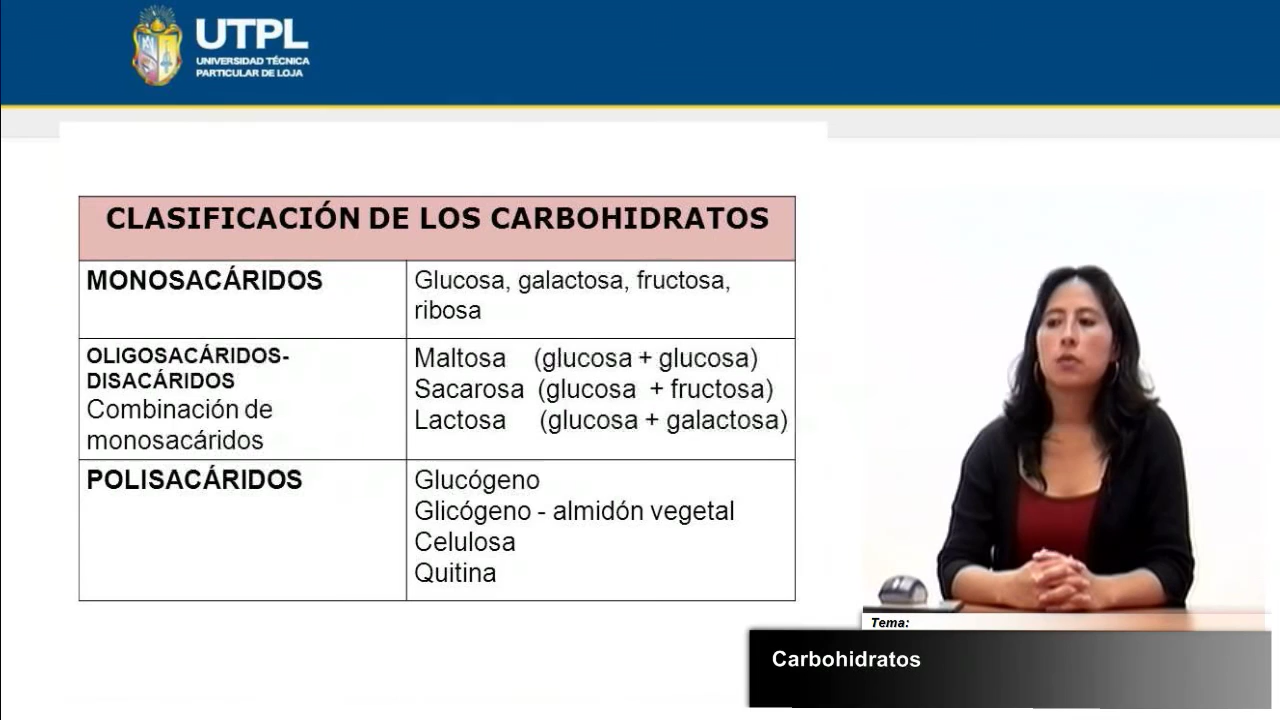 UTPL
UNIVERSIDAD TÉCNICA
PARTICULAR DE LOJA
CLASIFICACIÓN DE LOS CARBOHIDRATOS
MONOSACÁRIDOS
Glucosa, galactosa, fructosa,
ribosa
OLIGOSACÁRIDOS-
DISACÁRIDOS
Combinación de
monosacáridos
Maltosa (glucosa + glucosa)
Sacarosa (glucosa + fructosa)
Lactosa (glucosa + galactosa)
POLISACÁRIDOS
Glucógeno
Glicógeno - almidón vegetal
Celulosa
Quitina
Tema:
Carbohidratos